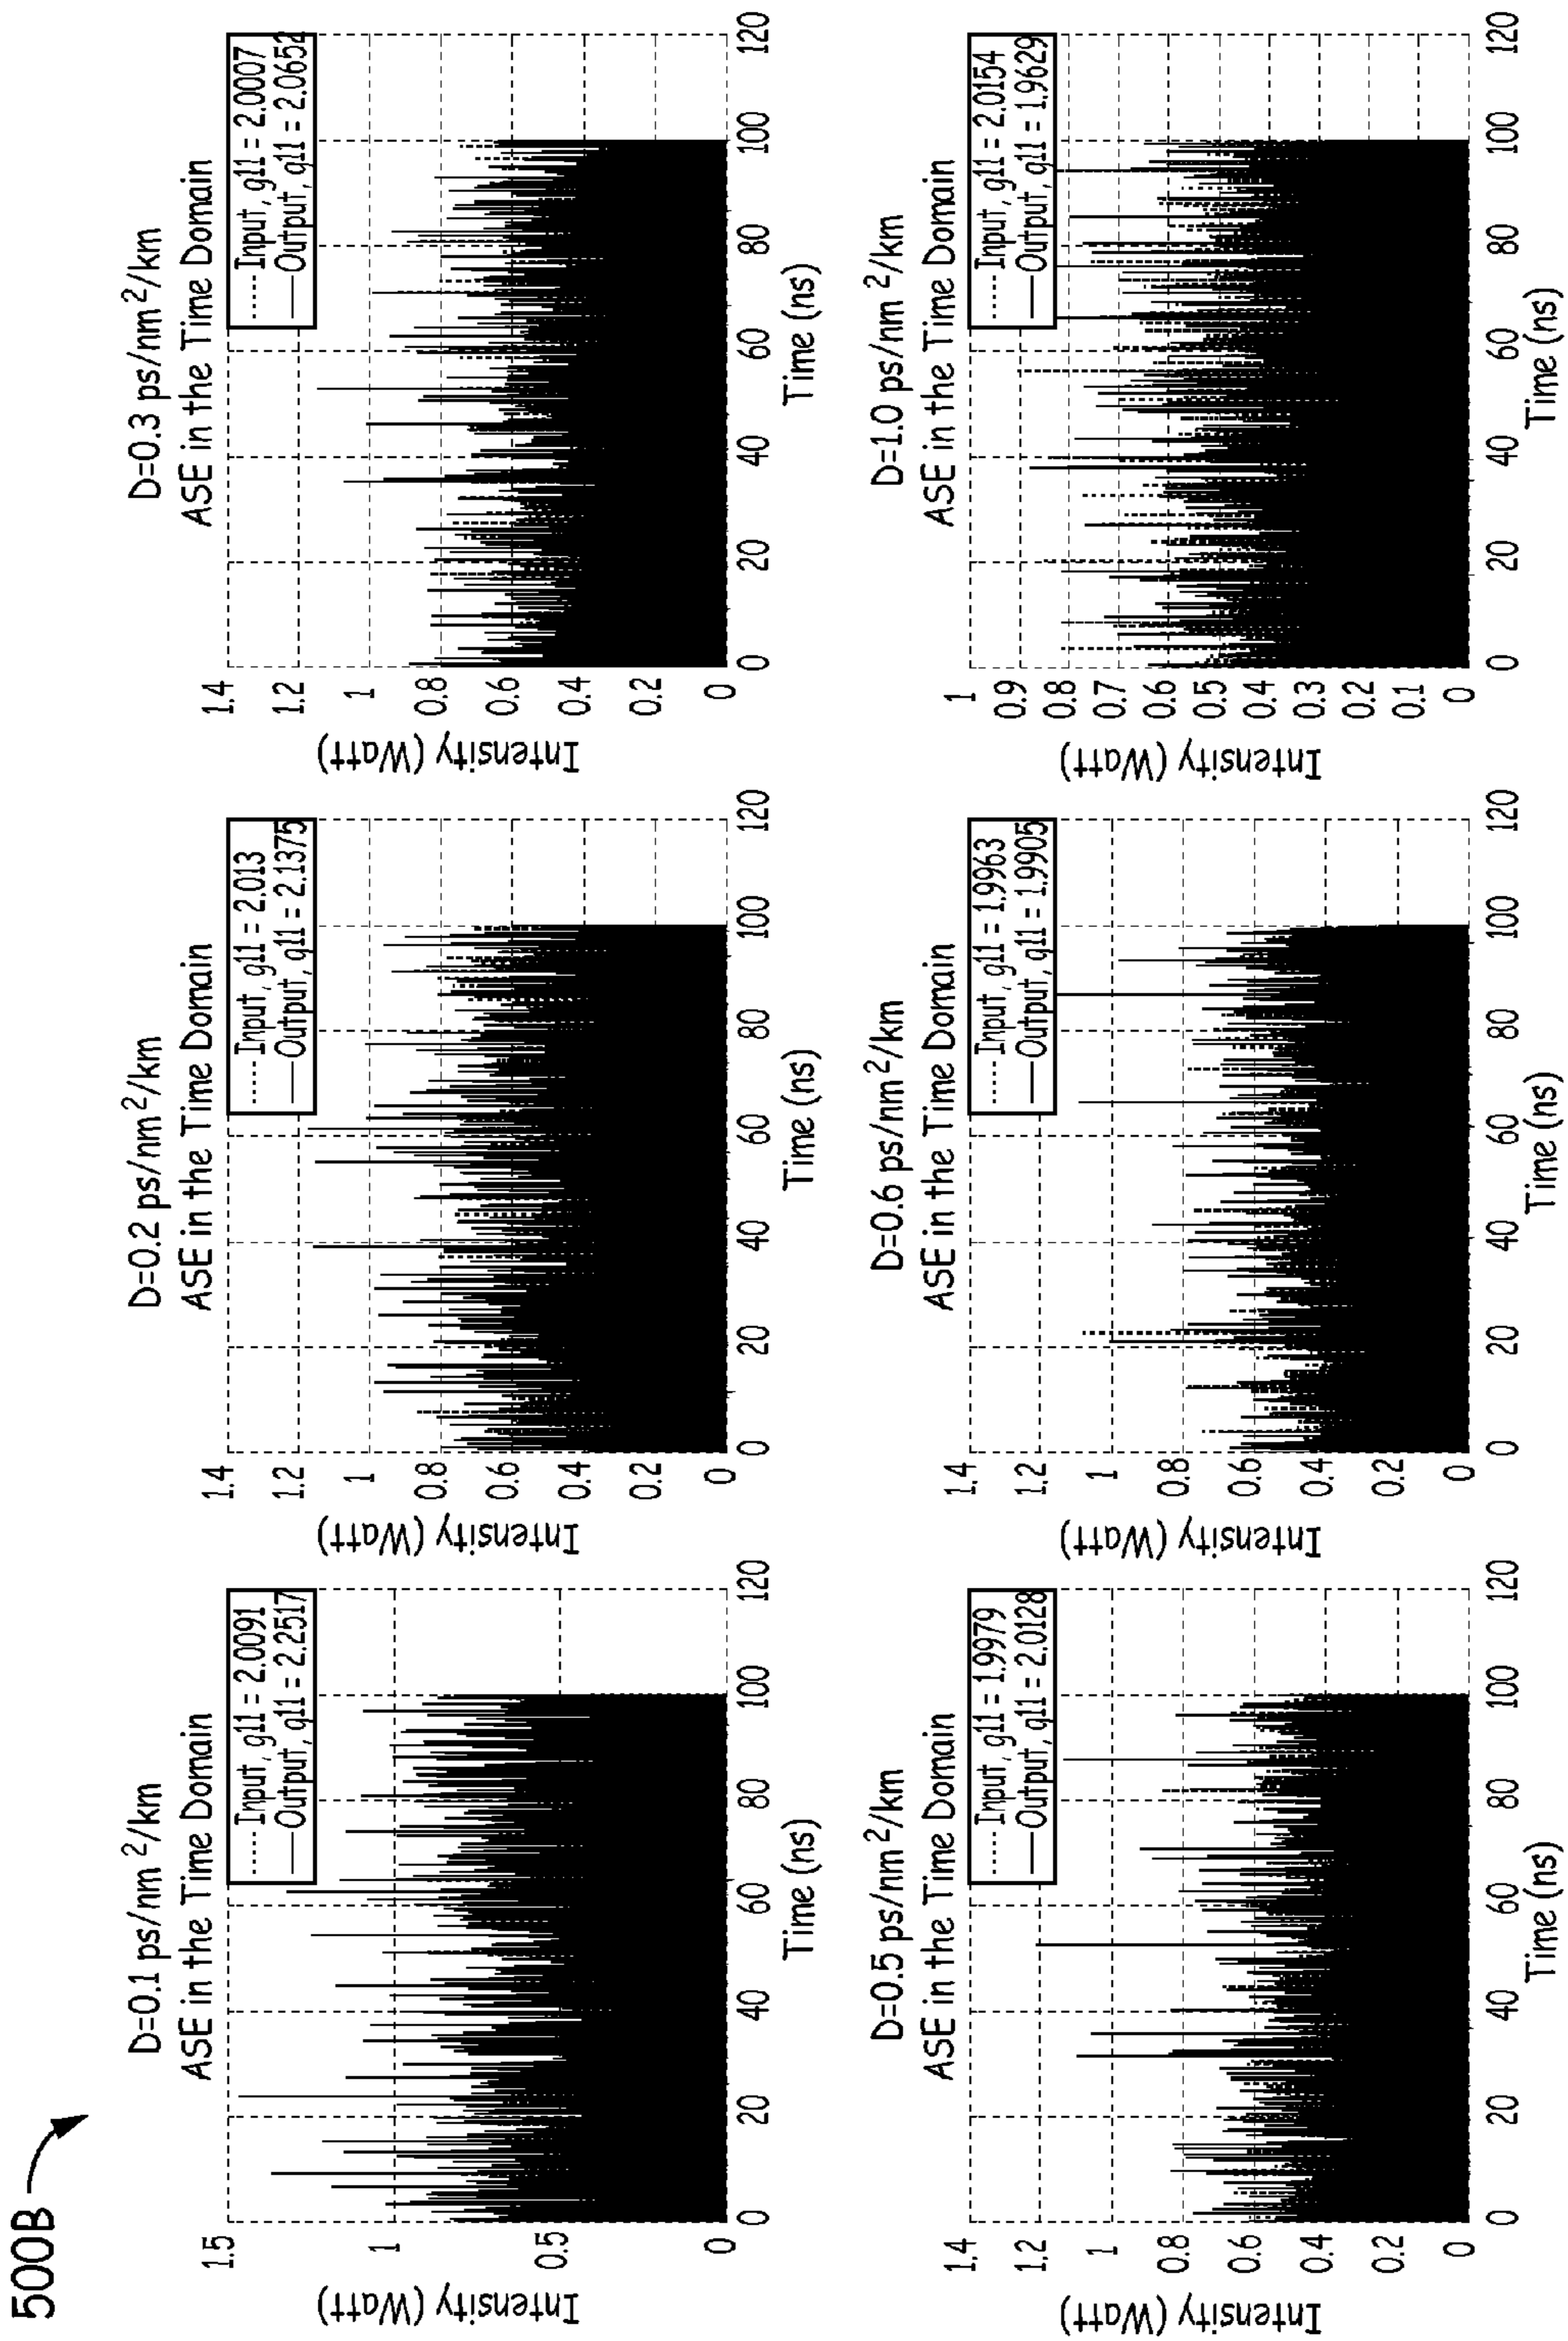 500B
D=0.1 ps/nm²/km
ASE in the Time Domain
Input, g11 = 2.0091
Output, g11 = 2.2517
Intensity (Watt)
1.5
1
0.5
0
0 20 40 60 80 100 120
Time (ns)
D=0.2 ps/nm²/km
ASE in the Time Domain
Input, g11 = 2.013
Output, g11 = 2.1375
Intensity (Watt)
1.4
1.2
1
0.8
0.6
0.4
0.2
0
0 20 40 60 80 100 120
Time (ns)
D=0.3 ps/nm²/km
ASE in the Time Domain
Input, g11 = 2.0007
Output, g11 = 2.0652
Intensity (Watt)
1.4
1.2
1
0.8
0.6
0.4
0.2
0
0 20 40 60 80 100 120
Time (ns)
D=0.5 ps/nm²/km
ASE in the Time Domain
Input, g11 = 1.9979
Output, g11 = 2.0128
Intensity (Watt)
1.4
1.2
1
0.8
0.6
0.4
0.2
0
0 20 40 60 80 100 120
Time (ns)
D=0.6 ps/nm²/km
ASE in the Time Domain
Input, g11 = 1.9963
Output, g11 = 1.9905
Intensity (Watt)
1.4
1.2
1
0.8
0.6
0.4
0.2
0
0 20 40 60 80 100 120
Time (ns)
D=1.0 ps/nm²/km
ASE in the Time Domain
Input, g11 = 2.0154
Output, g11 = 1.9629
Intensity (Watt)
1
0.9
0.8
0.7
0.6
0.5
0.4
0.3
0.2
0.1
0
0 20 40 60 80 100 120
Time (ns)